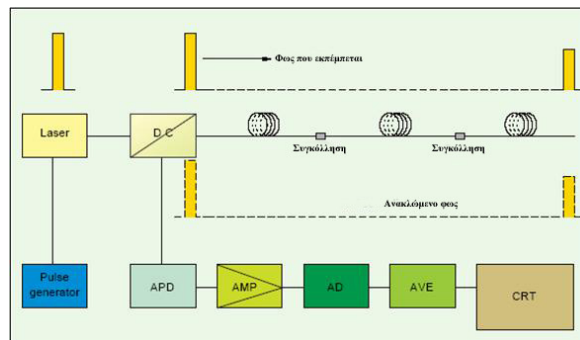 Φως που εκπέμπεται
Laser
D C
Συγκόλληση
Συγκόλληση
Ανακλώμενο φως
Pulse
generator
APD
AMP
AD
AVE
CRT